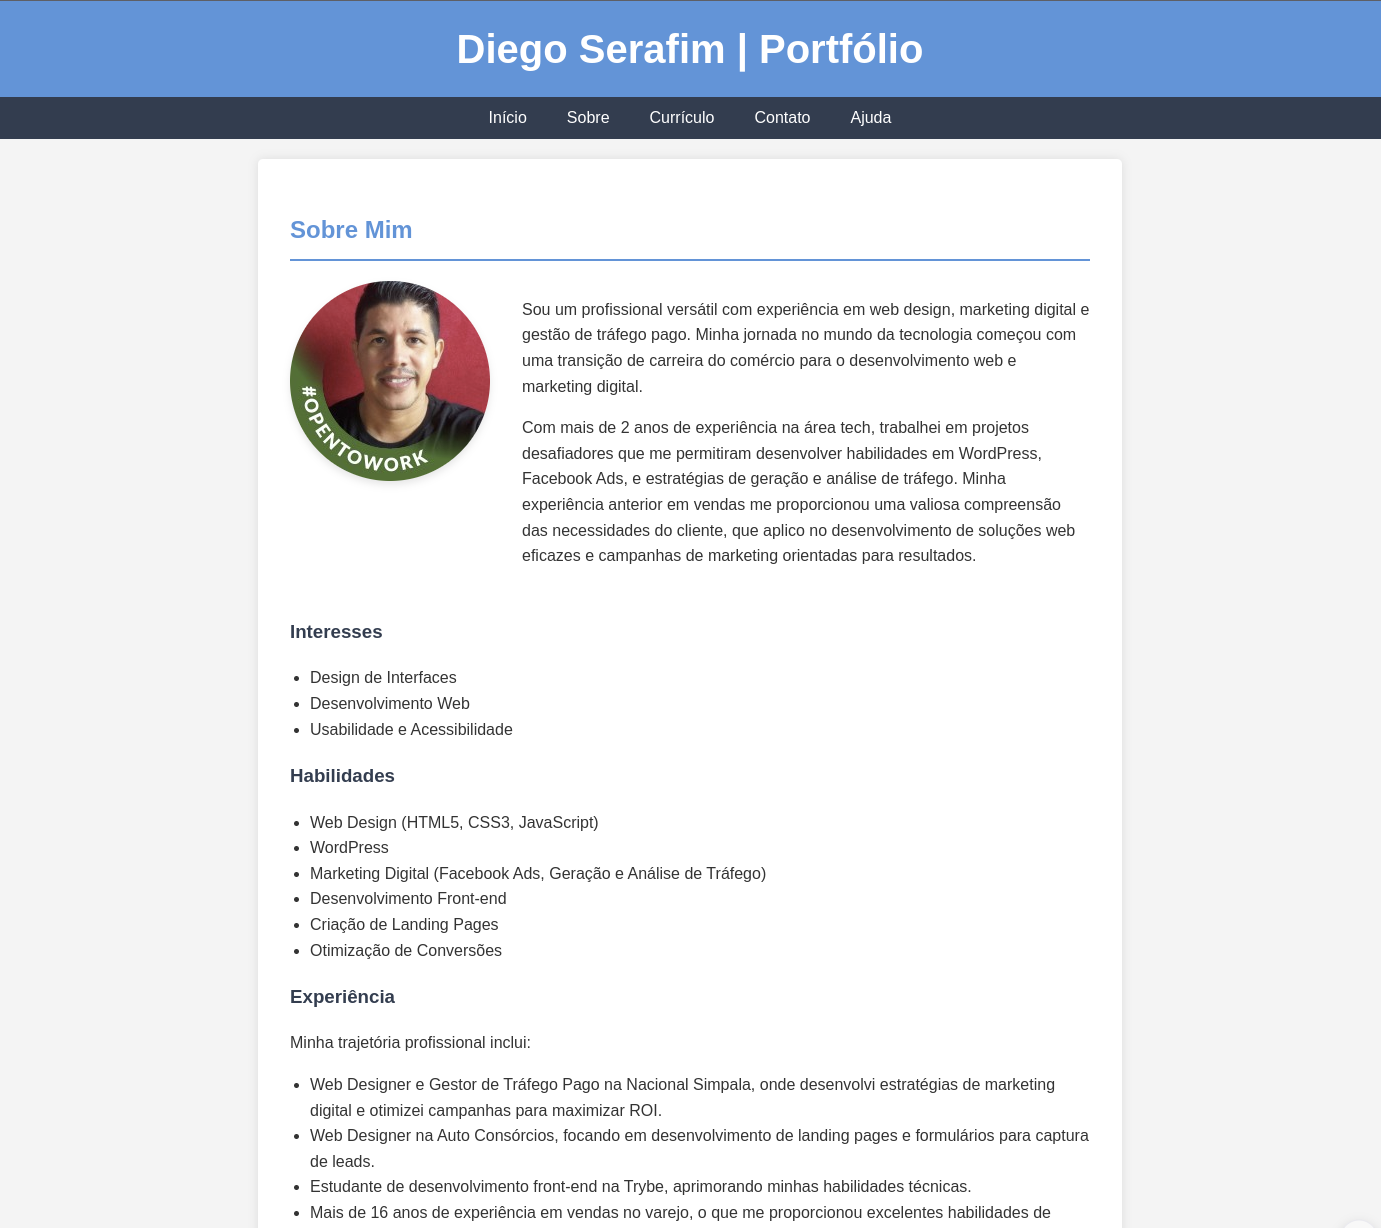 Diego Serafim | Portfólio
Início Sobre Currículo Contato Ajuda
Sobre Mim
#OPENTOWORK
Sou um profissional versátil com experiência em web design, marketing digital e
gestão de tráfego pago. Minha jornada no mundo da tecnologia começou com
uma transição de carreira do comércio para o desenvolvimento web e
marketing digital.
Com mais de 2 anos de experiência na área tech, trabalhei em projetos
desafiadores que me permitiram desenvolver habilidades em WordPress,
Facebook Ads, e estratégias de geração e análise de tráfego. Minha
experiência anterior em vendas me proporcionou uma valiosa compreensão
das necessidades do cliente, que aplico no desenvolvimento de soluções web
eficazes e campanhas de marketing orientadas para resultados.
Interesses
• Design de Interfaces
• Desenvolvimento Web
• Usabilidade e Acessibilidade
Habilidades
• Web Design (HTML5, CSS3, JavaScript)
• WordPress
• Marketing Digital (Facebook Ads, Geração e Análise de Tráfego)
• Desenvolvimento Front-end
• Criação de Landing Pages
• Otimização de Conversões
Experiência
Minha trajetória profissional inclui:
• Web Designer e Gestor de Tráfego Pago na Nacional Simpala, onde desenvolvi estratégias de marketing
digital e otimizei campanhas para maximizar ROI.
• Web Designer na Auto Consórcios, focando em desenvolvimento de landing pages e formulários para captura
de leads.
• Estudante de desenvolvimento front-end na Trybe, aprimorando minhas habilidades técnicas.
• Mais de 16 anos de experiência em vendas no varejo, o que me proporcionou excelentes habilidades de